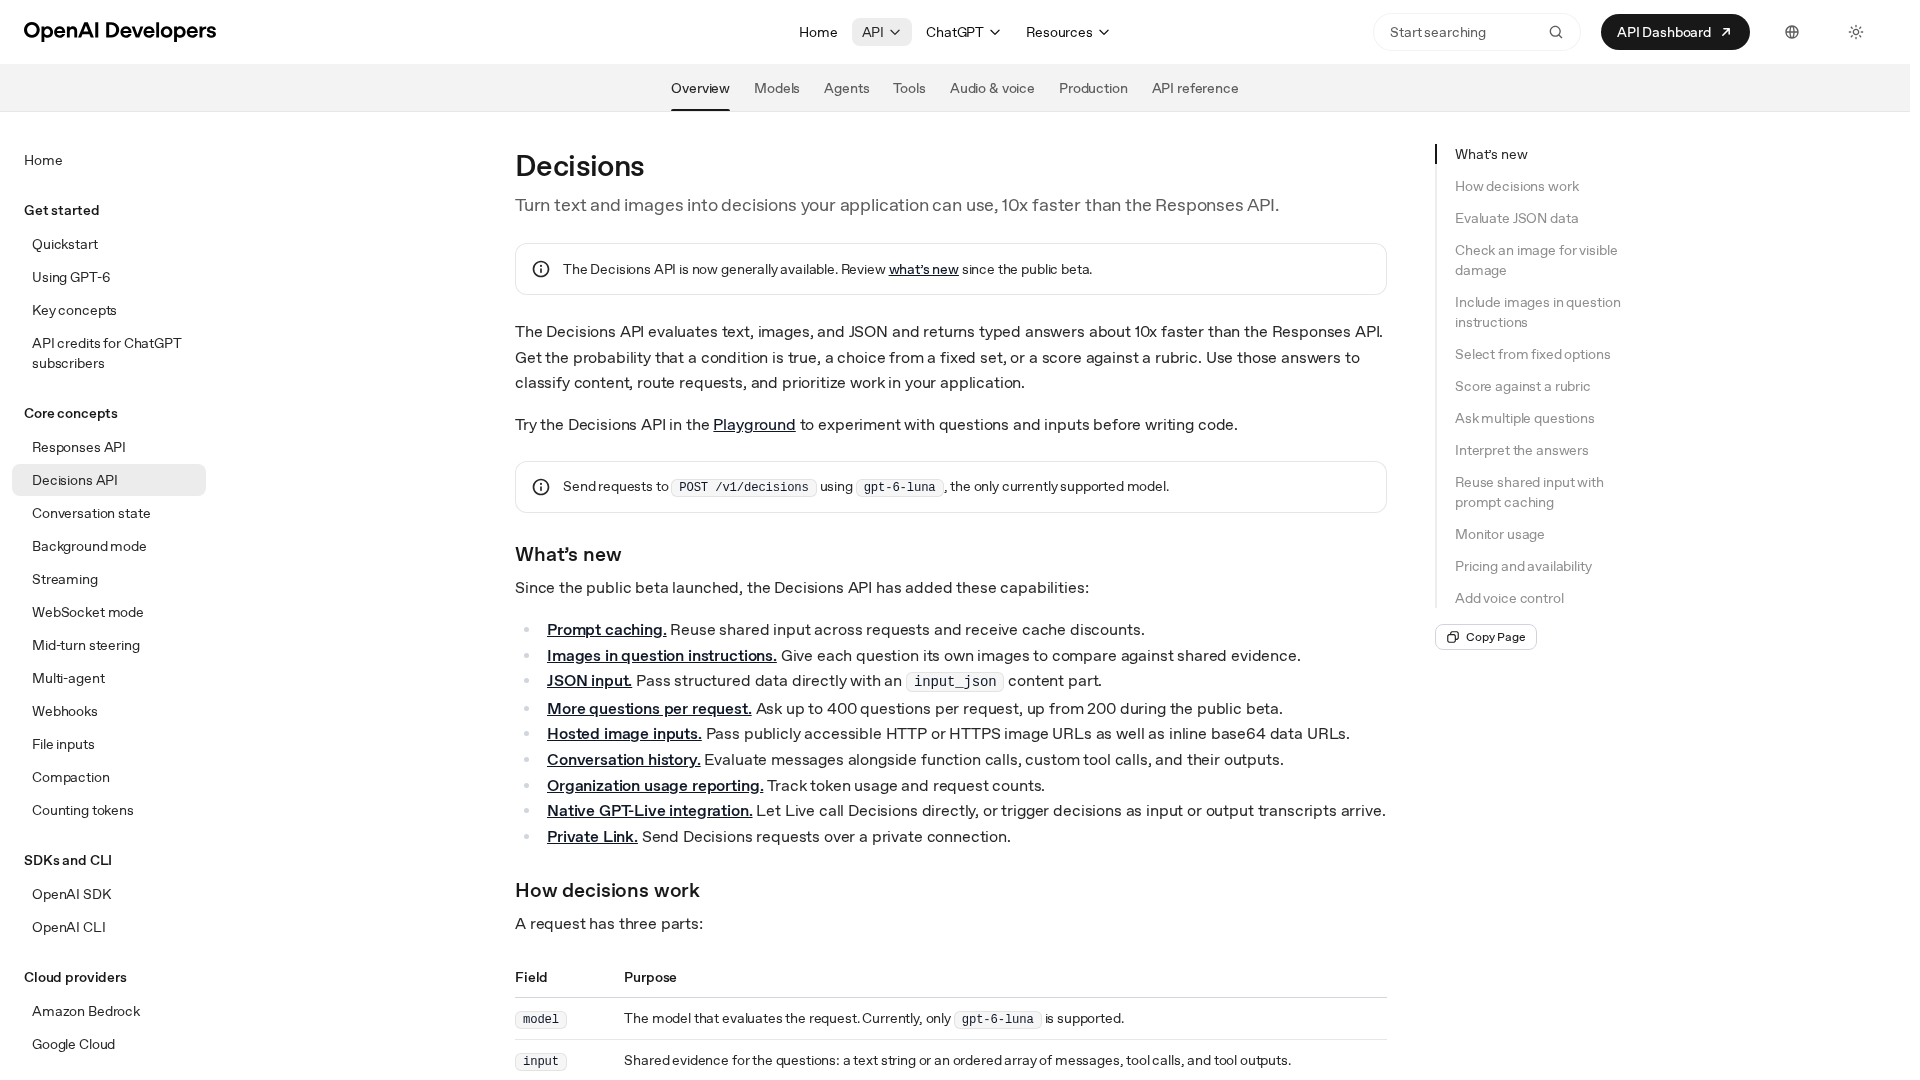 OpenAI Developers
Home
API
ChatGPT
Resources
Start searching
API Dashboard
Overview
Models
Agents
Tools
Audio & voice
Production
API reference
Home
Get started
Quickstart
Using GPT-6
Key concepts
API credits for ChatGPT
subscribers
Core concepts
Responses API
Decisions API
Conversation state
Background mode
Streaming
WebSocket mode
Mid-turn steering
Multi-agent
Webhooks
File inputs
Compaction
Counting tokens
SDKs and CLI
OpenAI SDK
OpenAI CLI
Cloud providers
Amazon Bedrock
Google Cloud
Decisions
Turn text and images into decisions your application can use, 10x faster than the Responses API.
The Decisions API is now generally available. Review what's new since the public beta.
The Decisions API evaluates text, images, and JSON and returns typed answers about 10x faster than the Responses API.
Get the probability that a condition is true, a choice from a fixed set, or a score against a rubric. Use those answers to
classify content, route requests, and prioritize work in your application.
Try the Decisions API in the Playground to experiment with questions and inputs before writing code.
Send requests to POST /v1/decisions using gpt-6-luna, the only currently supported model.
What's new
Since the public beta launched, the Decisions API has added these capabilities:
Prompt caching. Reuse shared input across requests and receive cache discounts.
Images in question instructions. Give each question its own images to compare against shared evidence.
JSON input. Pass structured data directly with an input_json content part.
More questions per request. Ask up to 400 questions per request, up from 200 during the public beta.
Hosted image inputs. Pass publicly accessible HTTP or HTTPS image URLs as well as inline base64 data URLs.
Conversation history. Evaluate messages alongside function calls, custom tool calls, and their outputs.
Organization usage reporting. Track token usage and request counts.
Native GPT-Live integration. Let Live call Decisions directly, or trigger decisions as input or output transcripts arrive.
Private Link. Send Decisions requests over a private connection.
How decisions work
A request has three parts:
Field Purpose
model The model that evaluates the request. Currently, only gpt-6-luna is supported.
input Shared evidence for the questions: a text string or an ordered array of messages, tool calls, and tool outputs.
What's new
How decisions work
Evaluate JSON data
Check an image for visible
damage
Include images in question
instructions
Select from fixed options
Score against a rubric
Ask multiple questions
Interpret the answers
Reuse shared input with
prompt caching
Monitor usage
Pricing and availability
Add voice control
Copy Page